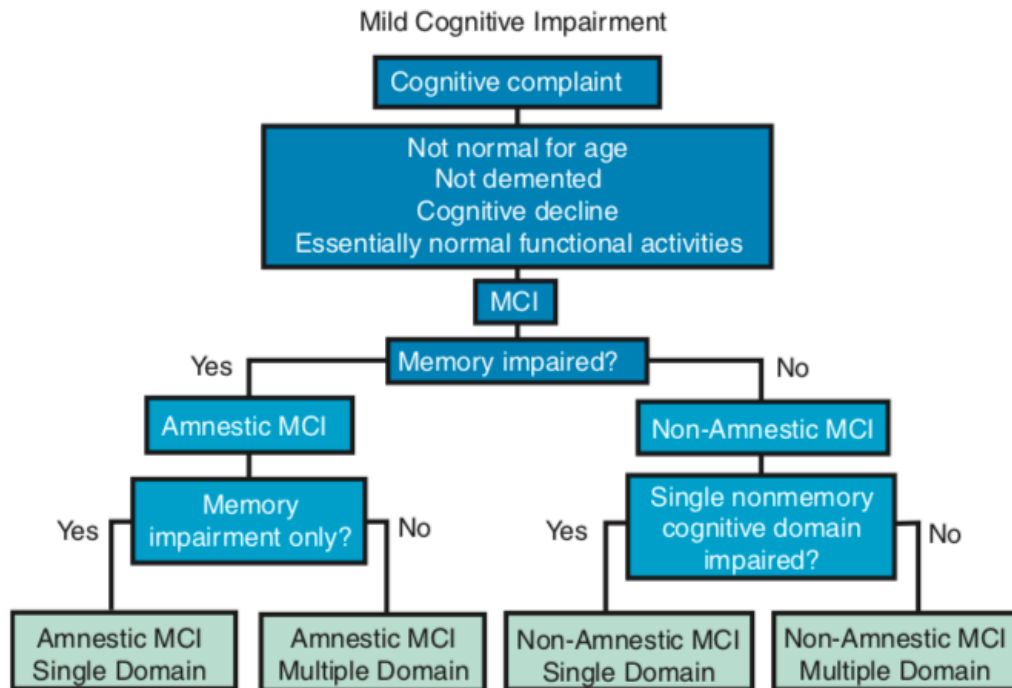 Mild Cognitive Impairment
Cognitive complaint
Not normal for age
Not demented
Cognitive decline
Essentially normal functional activities
MCI
Memory impaired?
Yes
No
Amnestic MCI
Non-Amnestic MCI
Memory
impairment only?
Yes
No
Single nonmemory
cognitive domain
impaired?
Yes
No
Amnestic MCI
Single Domain
Amnestic MCI
Multiple Domain
Non-Amnestic MCI
Single Domain
Non-Amnestic MCI
Multiple Domain